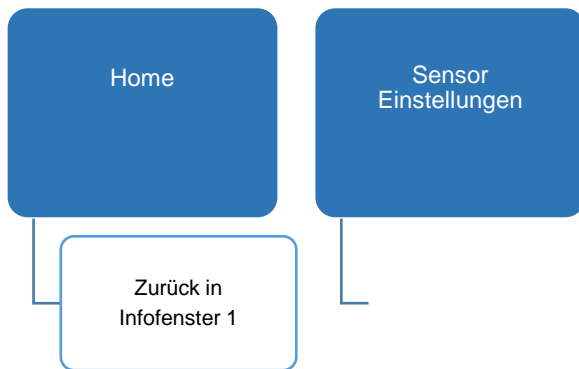 Home
Sensor
Einstellungen
Zurück in
Infofenster 1